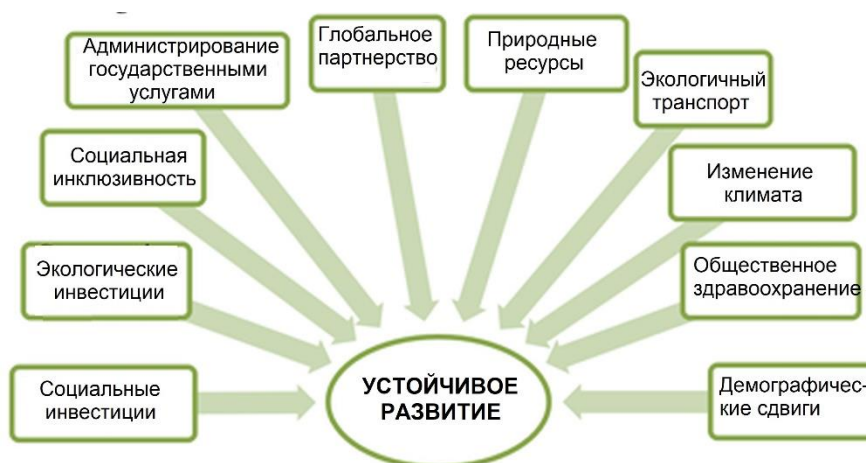 Администрирование
государственными
услугами
Глобальное
партнерство
Природные
ресурсы
Экологичный
транспорт
Социальная
инклюзивность
Изменение
климата
Экологические
инвестиции
Общественное
здравоохранение
Социальные
инвестиции
УСТОЙЧИВОЕ
РАЗВИТИЕ
Демографичес-
кие сдвиги